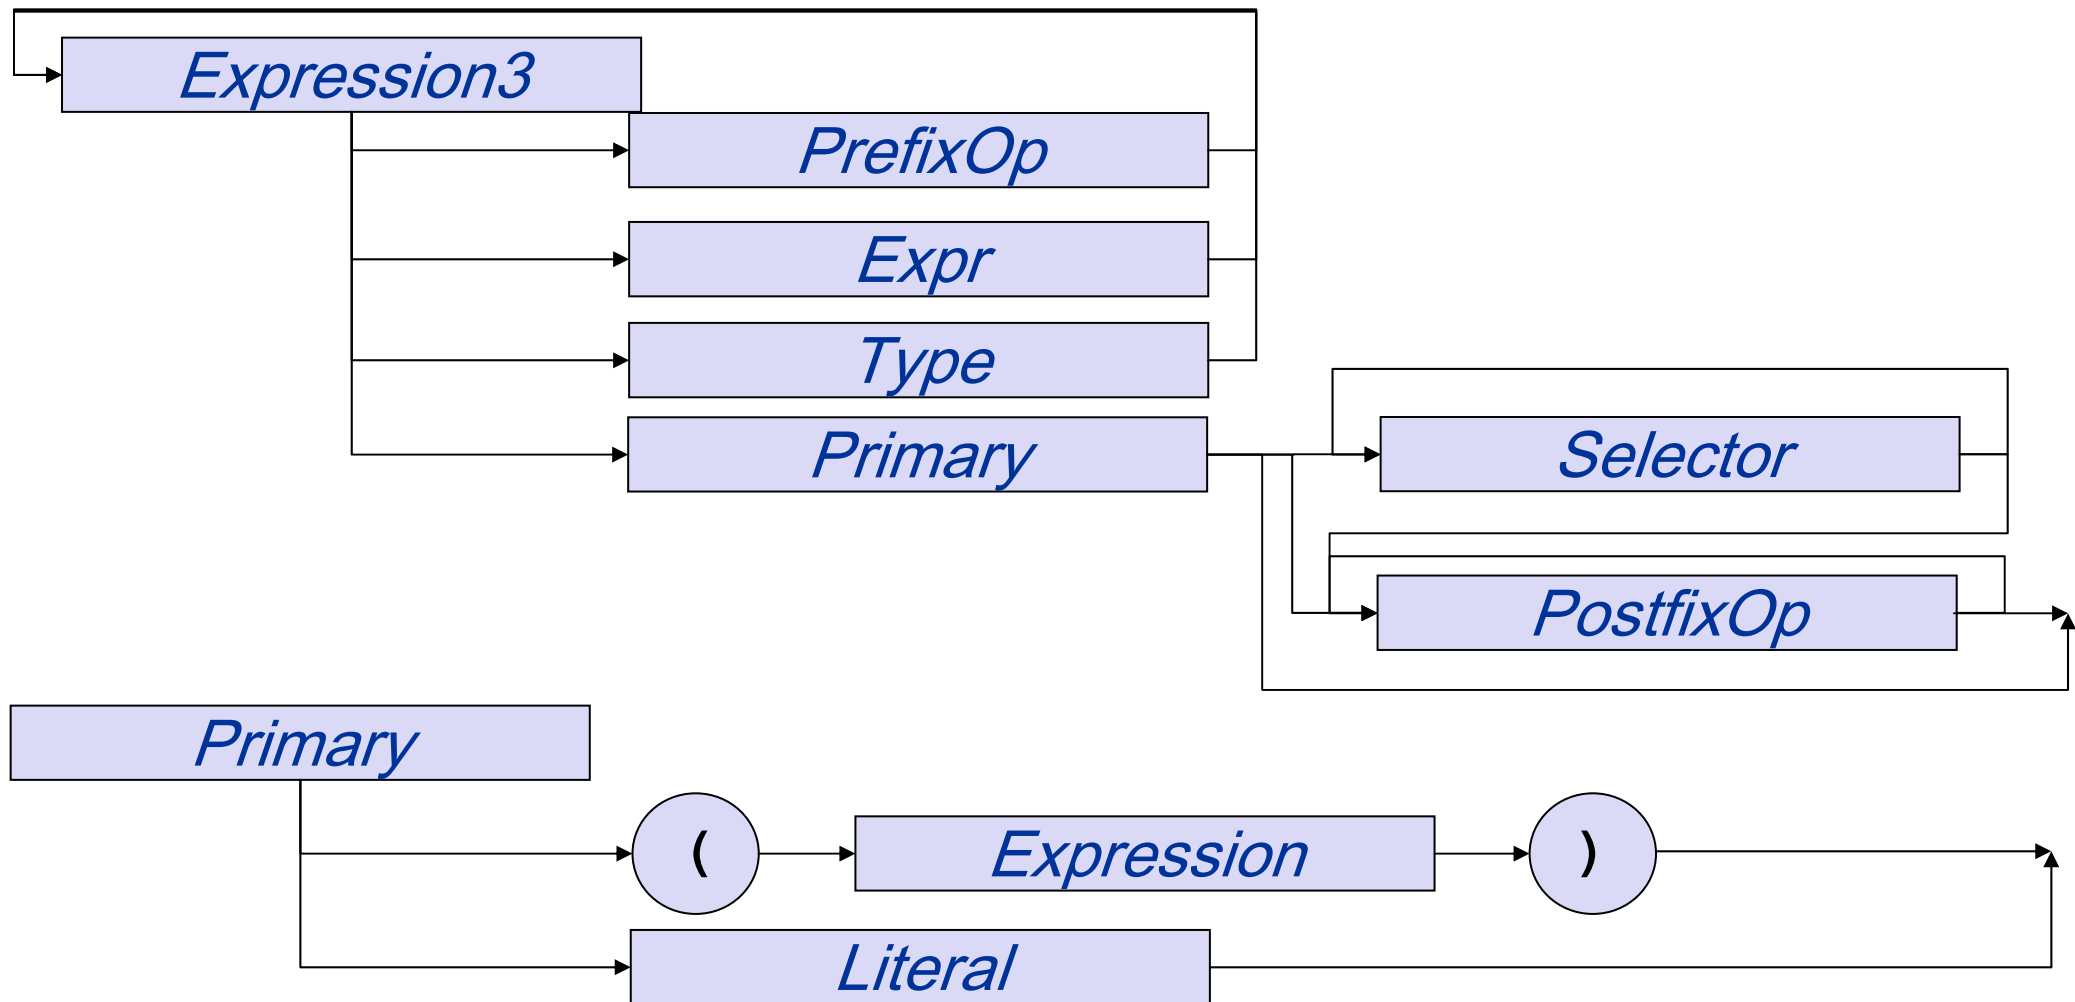 Expression3
PrefixOp
Expr
Type
Primary
Selector
PostfixOp
Primary
( Expression )
Literal